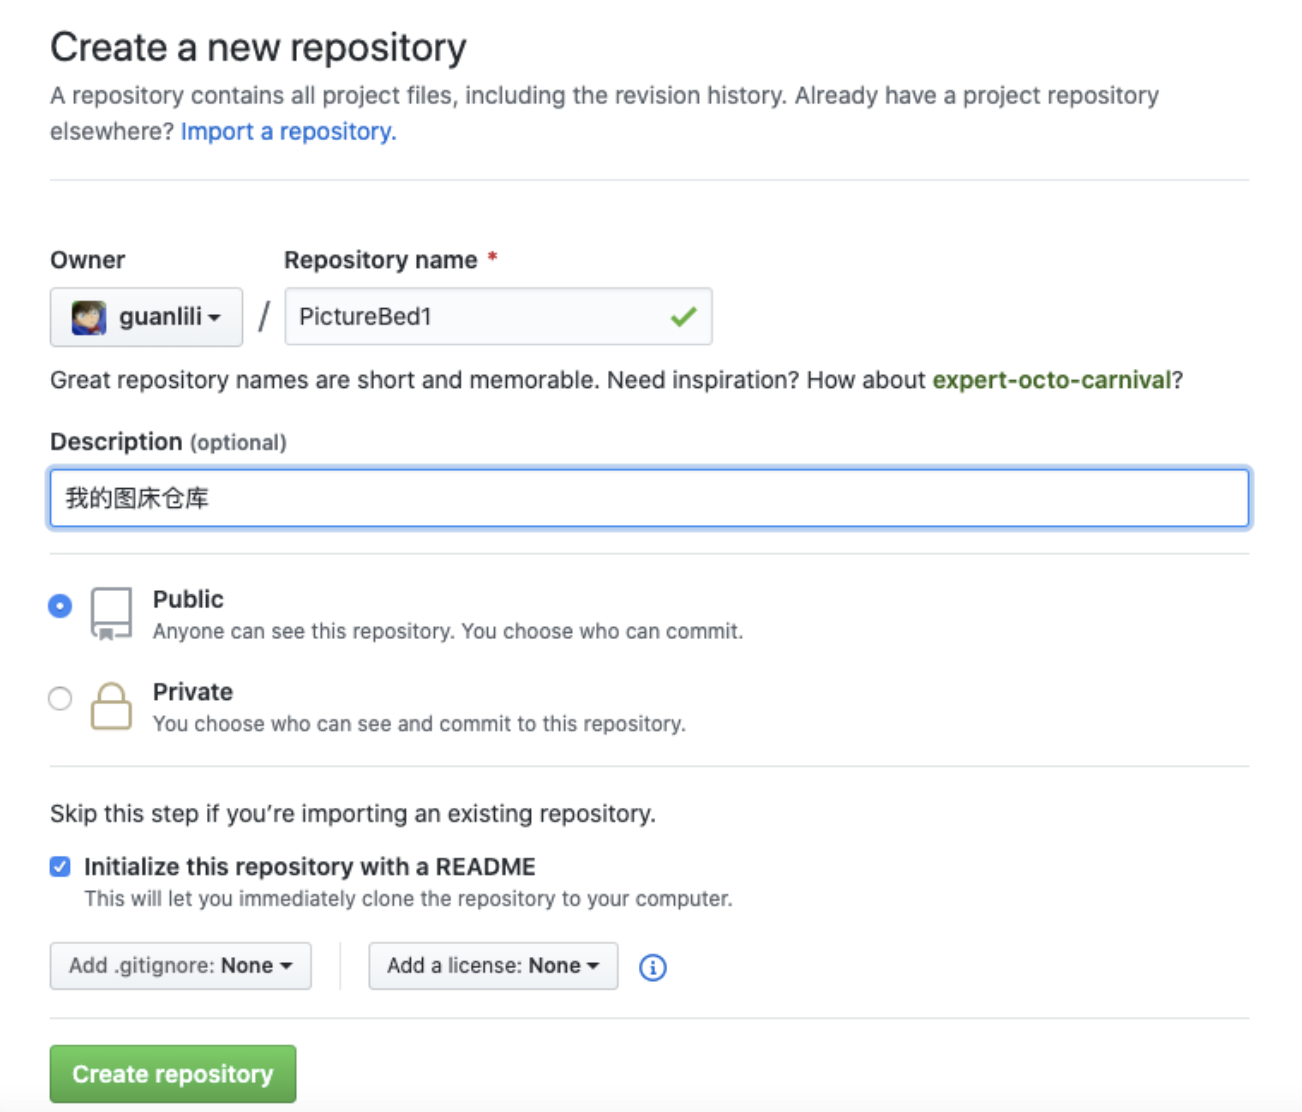 Create a new repository
A repository contains all project files, including the revision history. Already have a project repository
elsewhere? Import a repository.
Owner
Repository name *
guanlili
/
PictureBed1
Great repository names are short and memorable. Need inspiration? How about expert-octo-carnival?
Description (optional)
我的图床仓库
Public
Anyone can see this repository. You choose who can commit.
Private
You choose who can see and commit to this repository.
Skip this step if you’re importing an existing repository.
Initialize this repository with a README
This will let you immediately clone the repository to your computer.
Add .gitignore: None
Add a license: None
Create repository